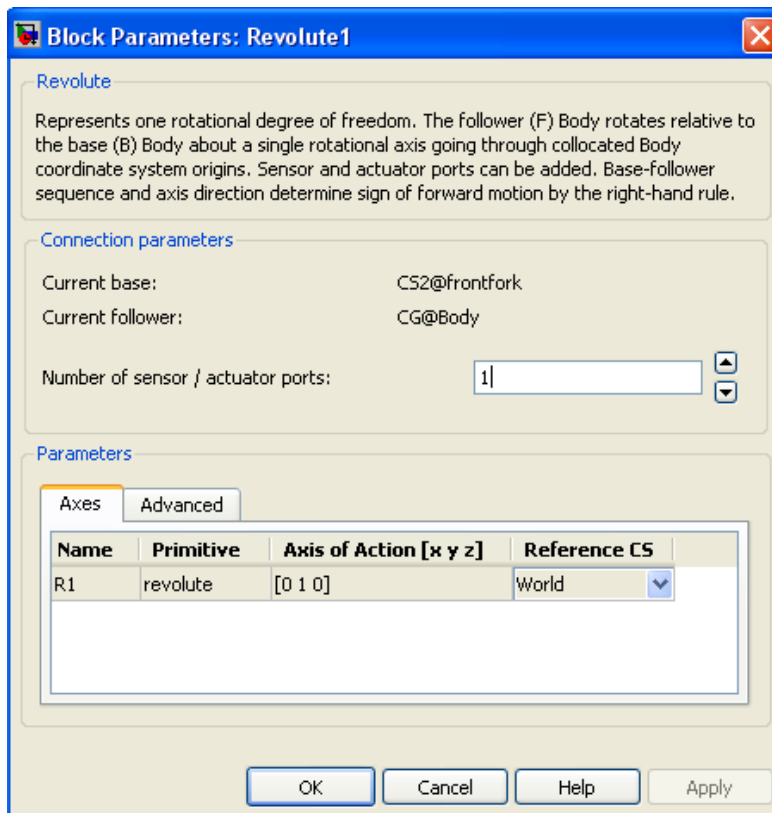 Block Parameters: Revolute1
Revolute
Represents one rotational degree of freedom. The follower (F) Body rotates relative to
the base (B) Body about a single rotational axis going through collocated Body
coordinate system origins. Sensor and actuator ports can be added. Base-follower
sequence and axis direction determine sign of forward motion by the right-hand rule.
Connection parameters
Current base: CS2@frontfork
Current follower: CG@Body
Number of sensor / actuator ports: 1
Parameters
Axes Advanced
Name Primitive Axis of Action [x y z] Reference CS
R1 revolute [0 1 0] World
OK Cancel Help Apply